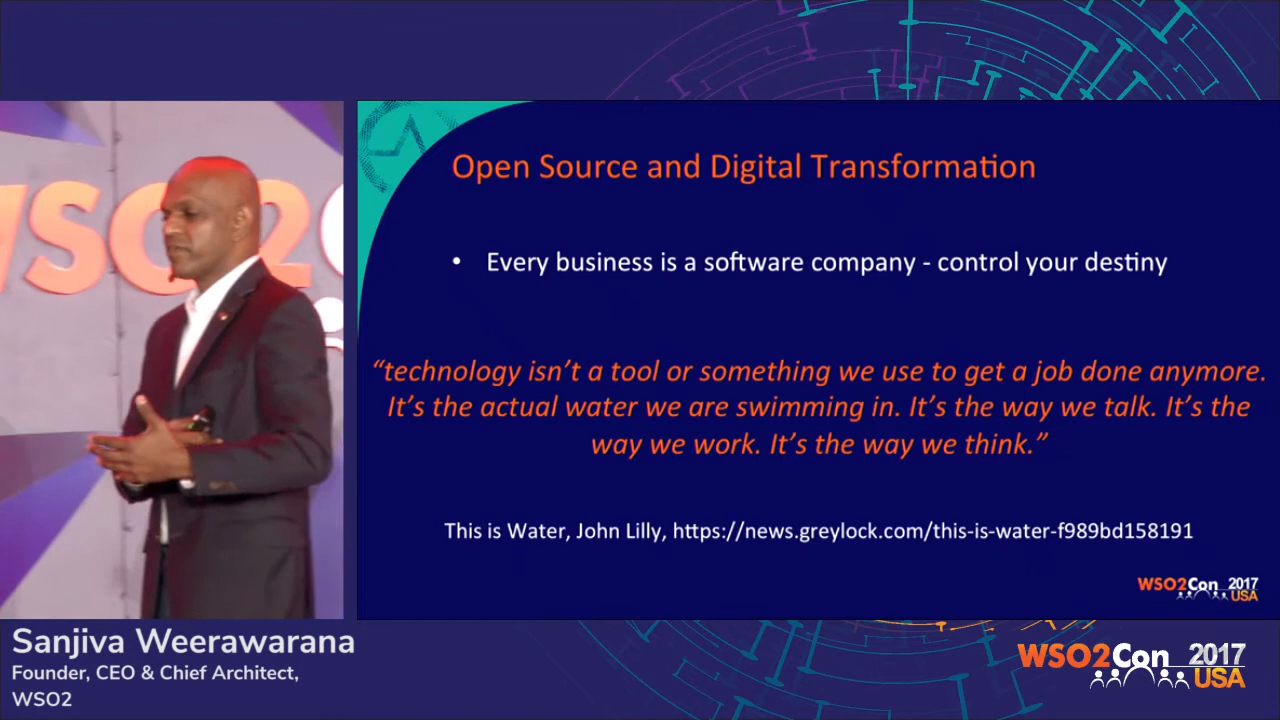 WSO2
Open Source and Digital Transformation
• Every business is a software company - control your destiny
“technology isn’t a tool or something we use to get a job done anymore.
It’s the actual water we are swimming in. It’s the way we talk. It’s the
way we work. It’s the way we think.”
This is Water, John Lilly, https://news.greylock.com/this-is-water-f989bd158191
WSO2Con 2017
USA
Sanjiva Weerawarana
Founder, CEO & Chief Architect,
WSO2
WSO2Con 2017
USA